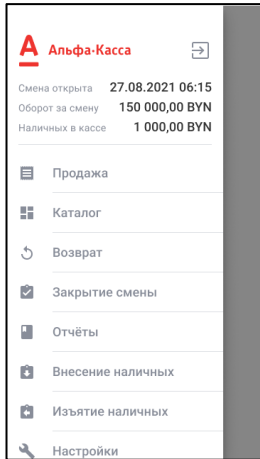 А Альфа-Касса
Смена открыта 27.08.2021 06:15
Оборот за смену 150 000,00 BYN
Наличных в кассе 1 000,00 BYN
Продажа
Каталог
Возврат
Закрытие смены
Отчёты
Внесение наличных
Изъятие наличных
Настройки